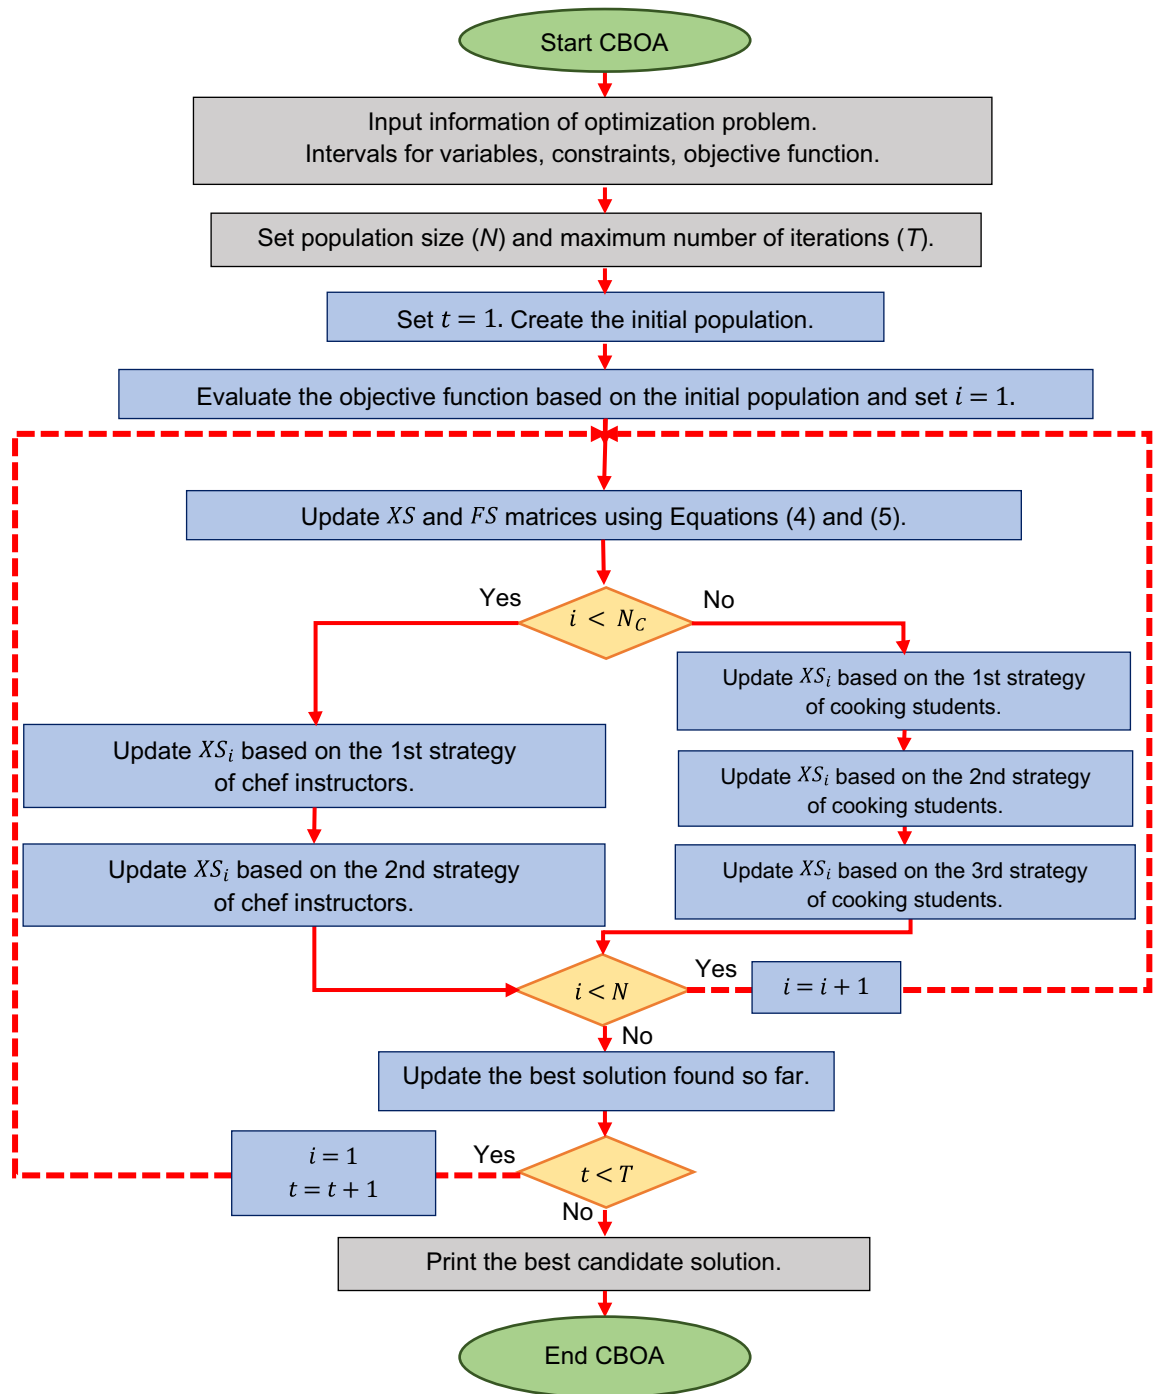 Start CBOA
Input information of optimization problem.
Intervals for variables, constraints, objective function.
Set population size (N) and maximum number of iterations (T).
Set t = 1. Create the initial population.
Evaluate the objective function based on the initial population and set i = 1.
Update XS and FS matrices using Equations (4) and (5).
Yes
i < N_C
No
Update XS_i based on the 1st strategy
of chef instructors.
Update XS_i based on the 2nd strategy
of chef instructors.
Update XS_i based on the 1st strategy
of cooking students.
Update XS_i based on the 2nd strategy
of cooking students.
Update XS_i based on the 3rd strategy
of cooking students.
i < N
Yes
i = i + 1
No
Update the best solution found so far.
t < T
Yes
i = 1
t = t + 1
No
Print the best candidate solution.
End CBOA